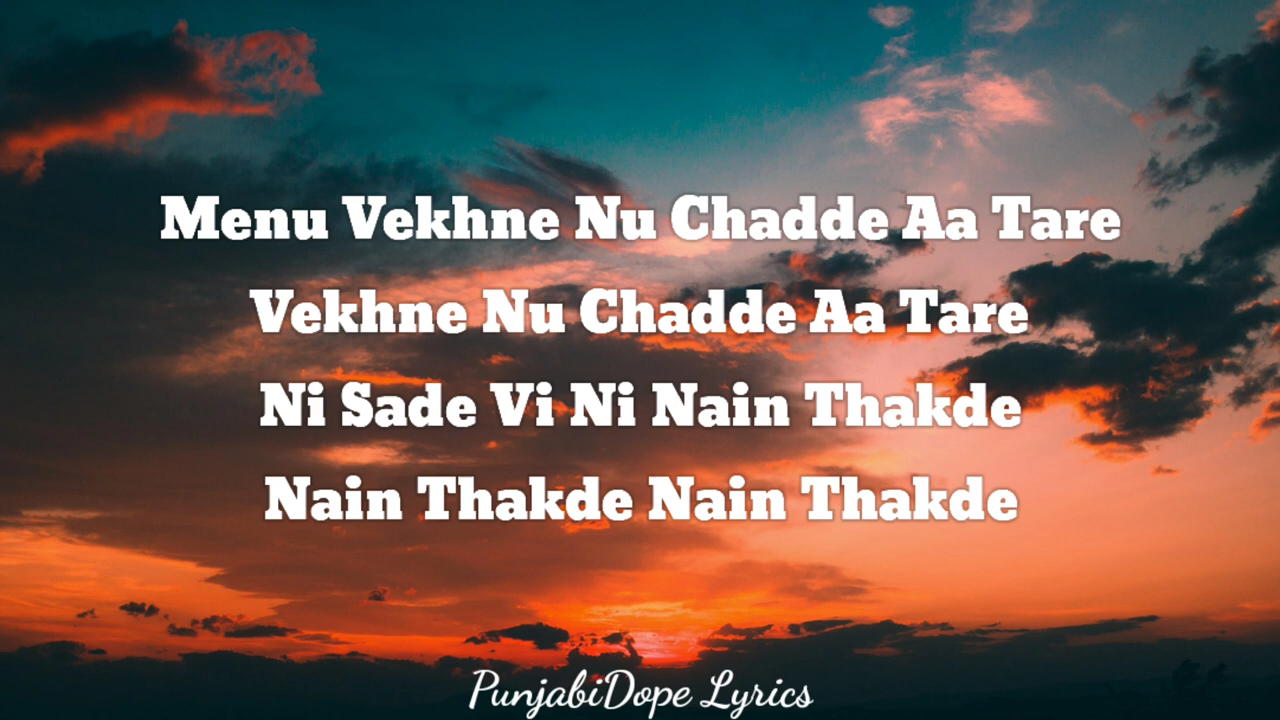 Menu Vekhne Nu Chadde Aa Tare
Vekhne Nu Chadde Aa Tare
Ni Sade Vi Ni Nain Thakde
Nain Thakde Nain Thakde
PunjabiDope Lyrics